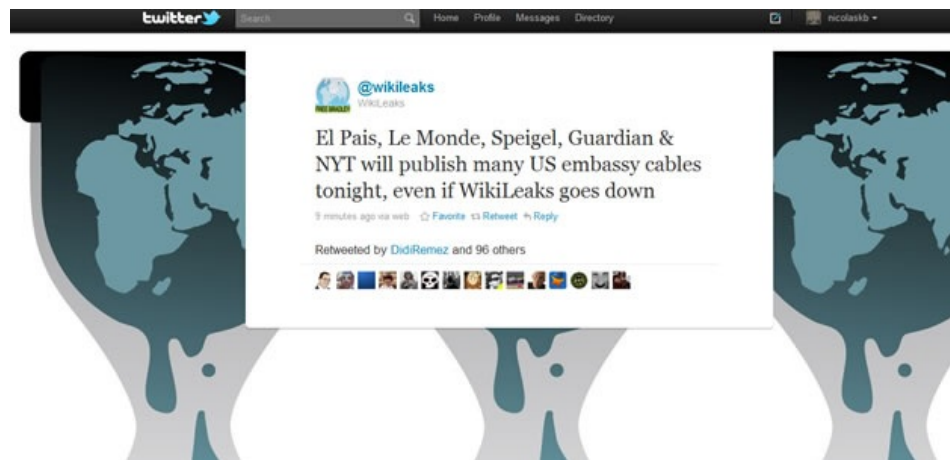 twitter
Search
Home Profile Messages Directory
nicolaskb
@wikileaks
WikiLeaks
FREE BRADLEY
El Pais, Le Monde, Speigel, Guardian &
NYT will publish many US embassy cables
tonight, even if WikiLeaks goes down
9 minutes ago via web Favorite Retweet Reply
Retweeted by DidiRemez and 96 others